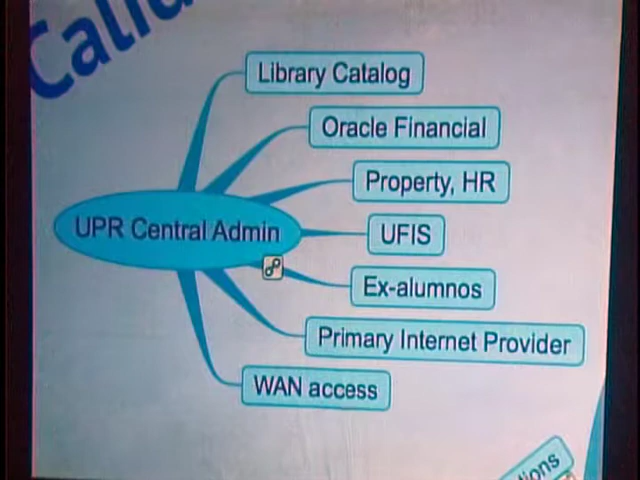 Library Catalog
Oracle Financial
Property, HR
UPR Central Admin
UFIS
Ex-alumnos
Primary Internet Provider
WAN access